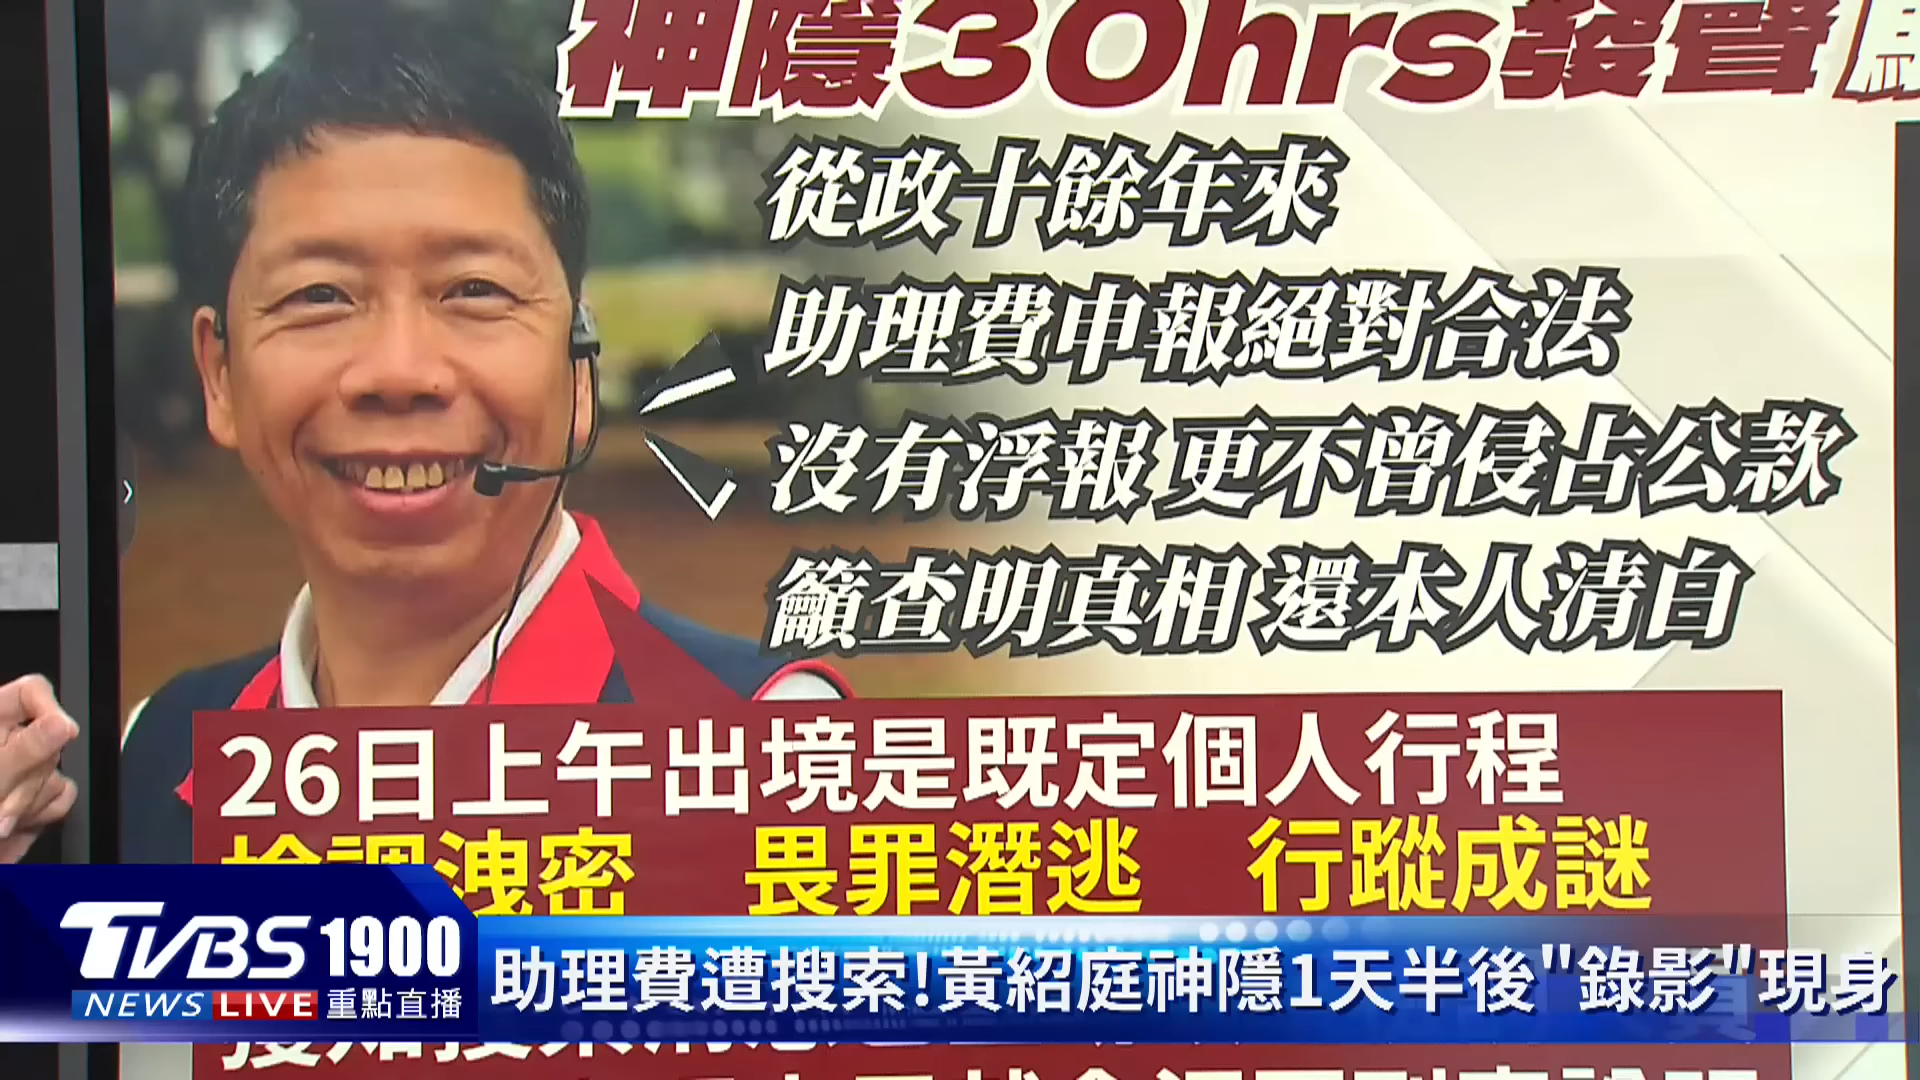 神隱30hrs發聲
從政十餘年來
助理費申報絕對合法
沒有浮報 更不曾侵占公款
籲查明真相 還本人清白
26日上午出境是既定個人行程
檢調洩密 畏罪潛逃 行蹤成謎
TVBS 1900
NEWS LIVE 重點直播
助理費遭搜索!黃紹庭神隱1天半後"錄影"現身